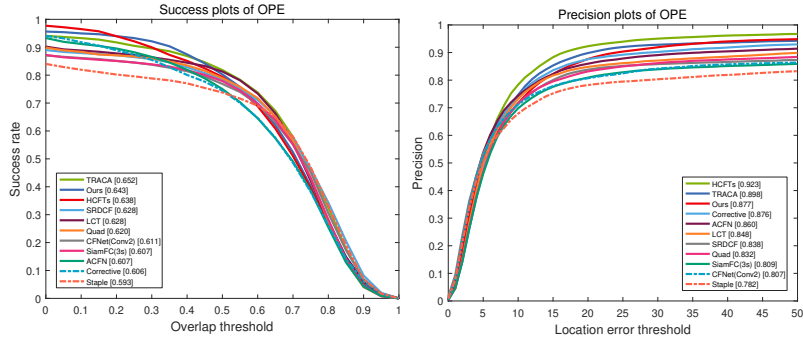 Success plots of OPE
1
0.9
0.8
0.7
0.6
0.5
0.4
0.3
0.2
0.1
0
Success rate
TRACA [0.652]
Ours [0.643]
HCFTs [0.638]
SRDCF [0.628]
LCT [0.628]
Quad [0.620]
CFNet(Conv2) [0.611]
SiamFC(3s) [0.607]
ACFN [0.607]
Corrective [0.606]
Staple [0.593]
0 0.1 0.2 0.3 0.4 0.5 0.6 0.7 0.8 0.9 1
Overlap threshold
Precision plots of OPE
1
0.9
0.8
0.7
0.6
0.5
0.4
0.3
0.2
0.1
0
Precision
HCFTs [0.923]
TRACA [0.898]
Ours [0.877]
Corrective [0.876]
ACFN [0.860]
LCT [0.848]
SRDCF [0.838]
Quad [0.832]
SiamFC(3s) [0.809]
CFNet(Conv2) [0.807]
Staple [0.782]
0 5 10 15 20 25 30 35 40 45 50
Location error threshold